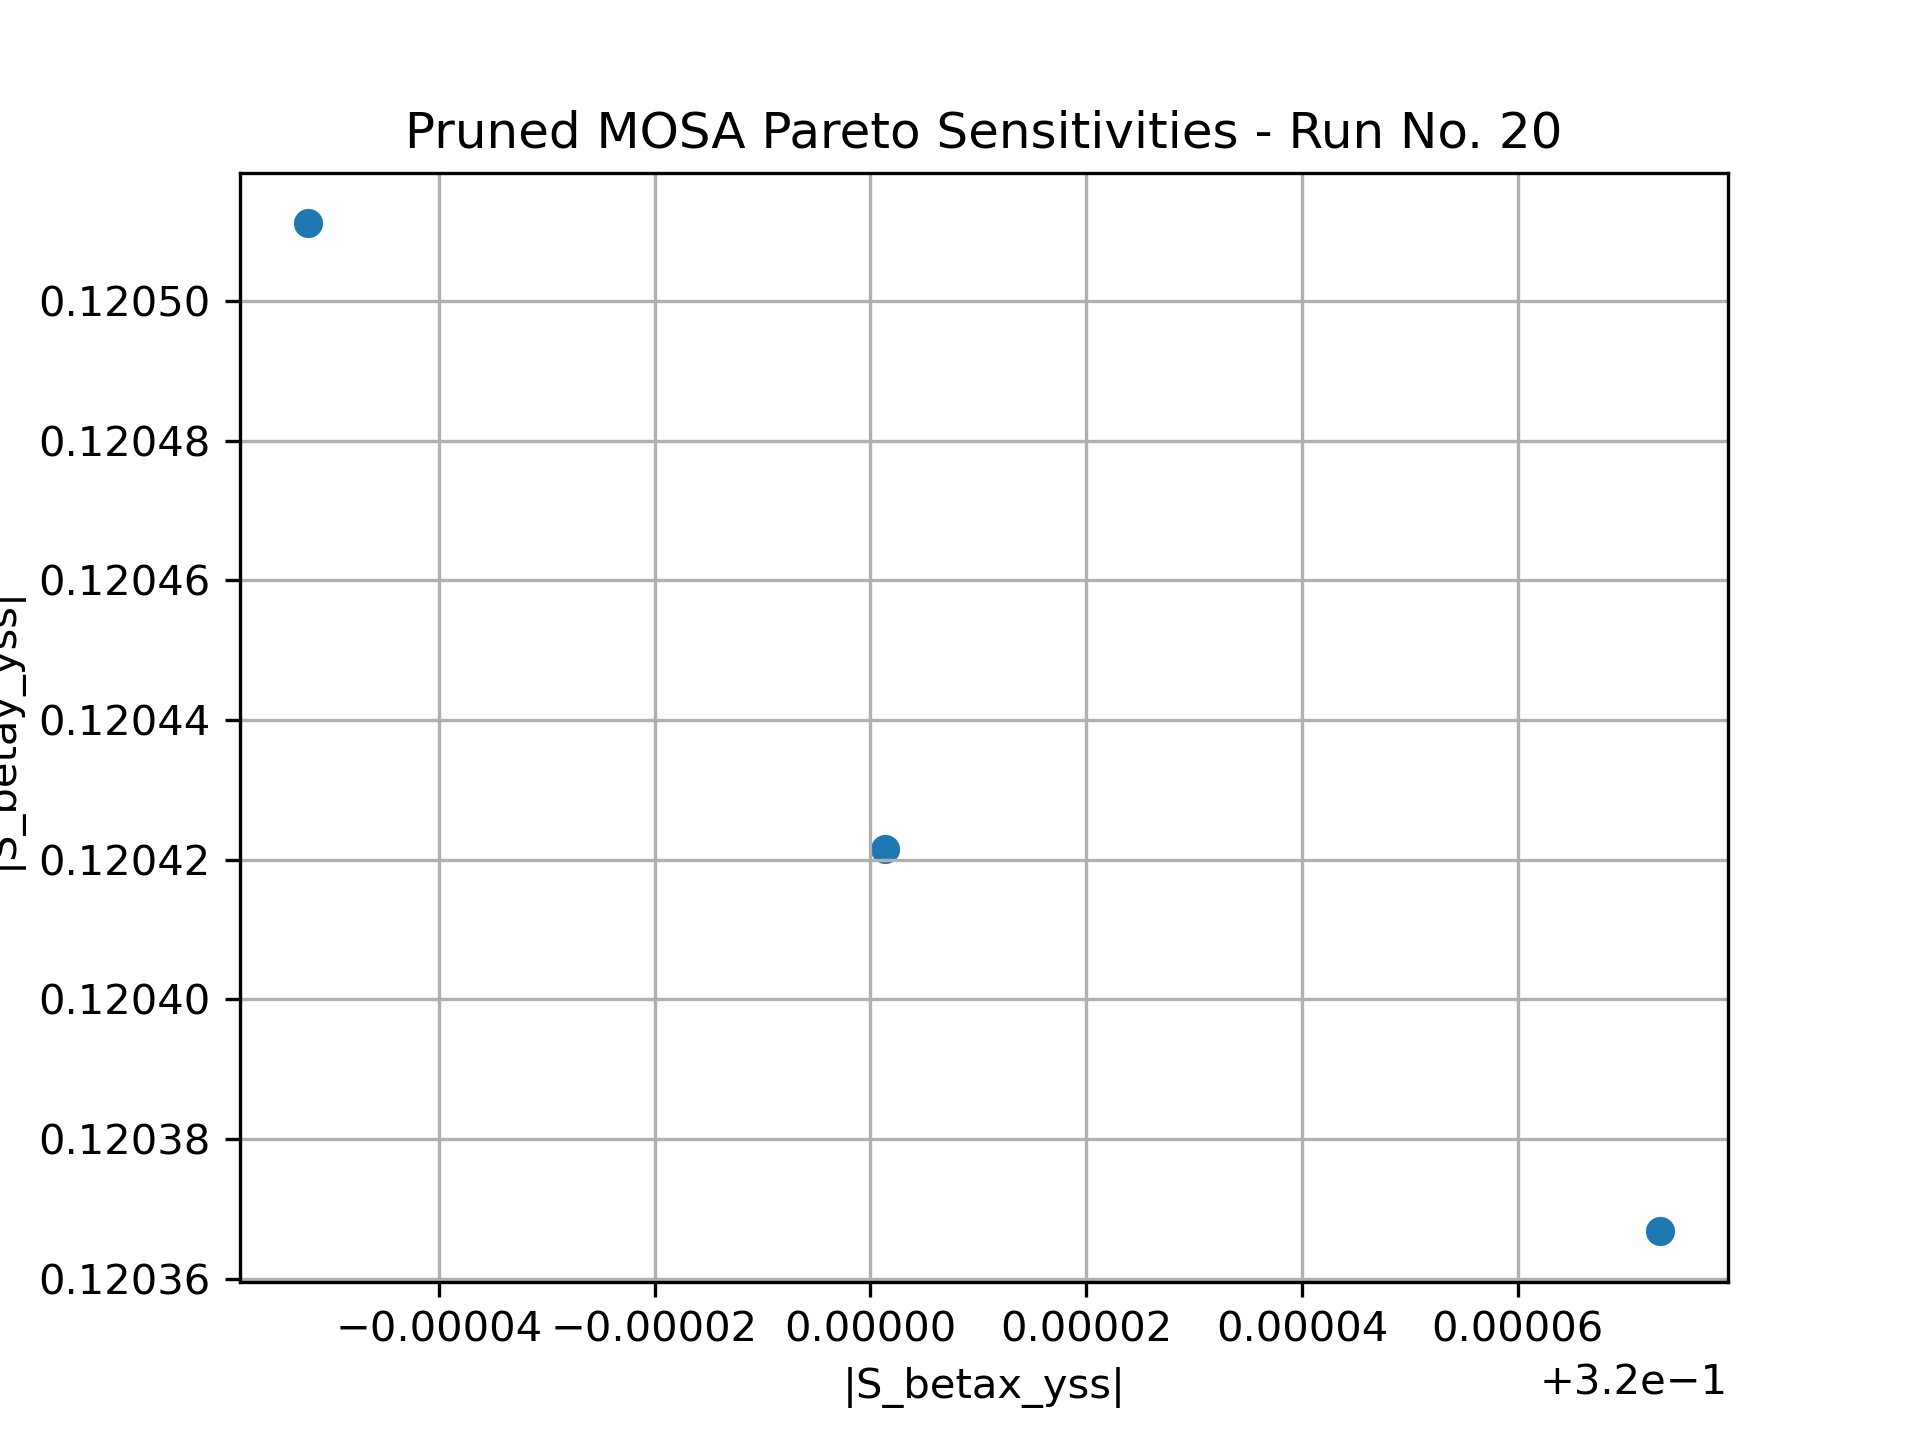 Pruned MOSA Pareto Sensitivities - Run No. 20
|S_betay_yss|
0.12050
0.12048
0.12046
0.12044
0.12042
0.12040
0.12038
0.12036
−0.00004 −0.00002 0.00000 0.00002 0.00004 0.00006
+3.2e−1
|S_betax_yss|